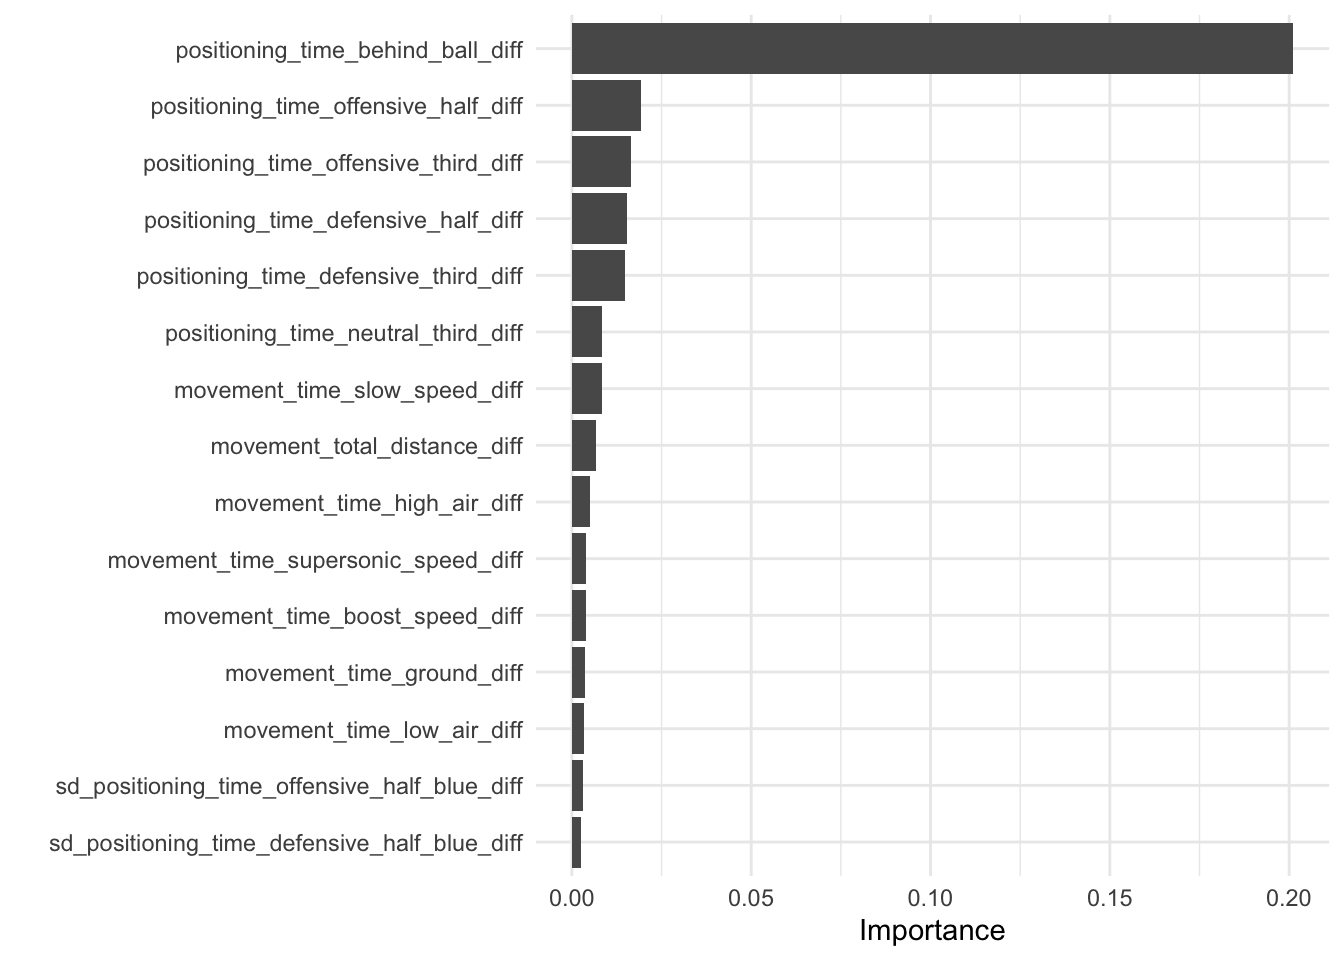 positioning_time_behind_ball_diff
positioning_time_offensive_half_diff
positioning_time_offensive_third_diff
positioning_time_defensive_half_diff
positioning_time_defensive_third_diff
positioning_time_neutral_third_diff
movement_time_slow_speed_diff
movement_total_distance_diff
movement_time_high_air_diff
movement_time_supersonic_speed_diff
movement_time_boost_speed_diff
movement_time_ground_diff
movement_time_low_air_diff
sd_positioning_time_offensive_half_blue_diff
sd_positioning_time_defensive_half_blue_diff
0.00 0.05 0.10 0.15 0.20
Importance